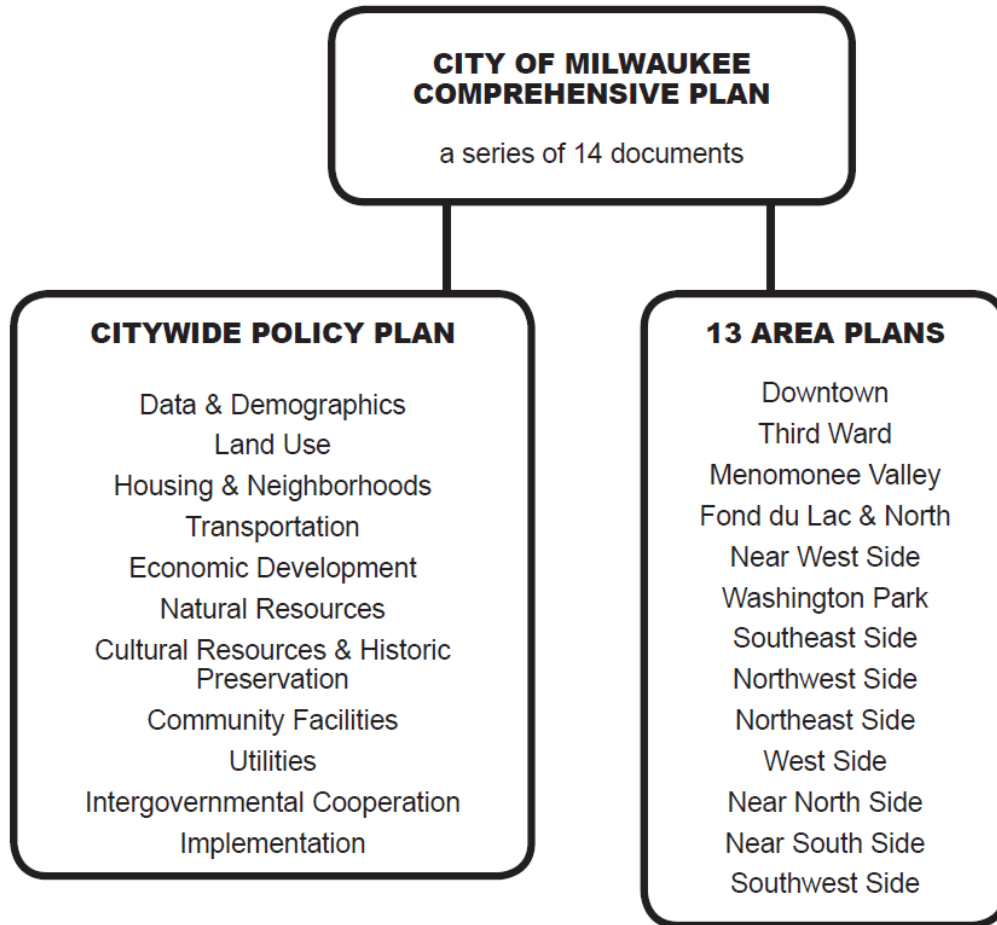 CITY OF MILWAUKEE
COMPREHENSIVE PLAN
a series of 14 documents
CITYWIDE POLICY PLAN
Data & Demographics
Land Use
Housing & Neighborhoods
Transportation
Economic Development
Natural Resources
Cultural Resources & Historic
Preservation
Community Facilities
Utilities
Intergovernmental Cooperation
Implementation
13 AREA PLANS
Downtown
Third Ward
Menomonee Valley
Fond du Lac & North
Near West Side
Washington Park
Southeast Side
Northwest Side
Northeast Side
West Side
Near North Side
Near South Side
Southwest Side